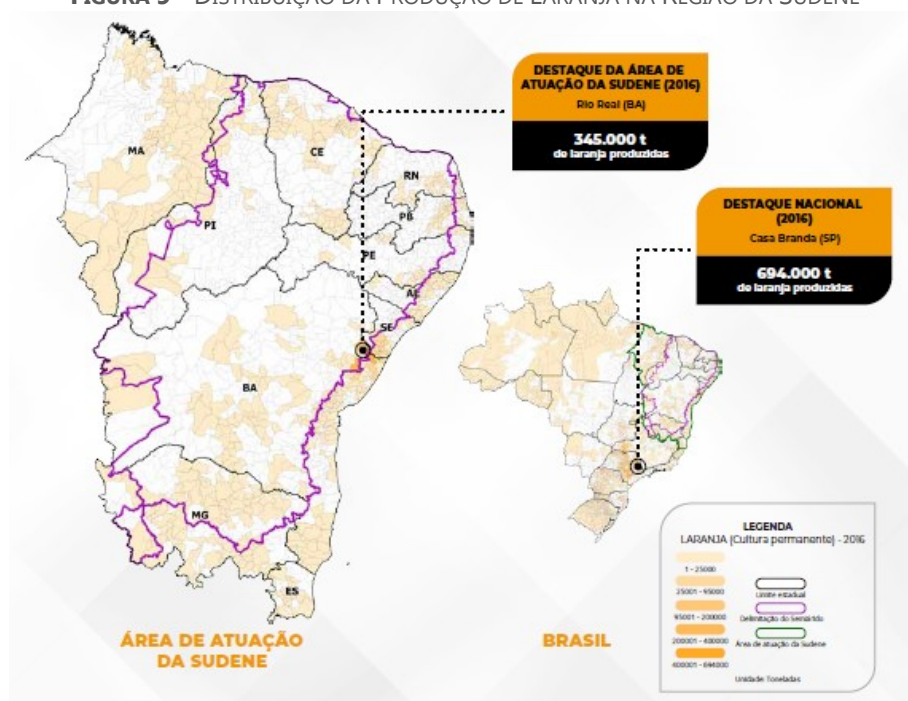 FIGURA 5 DISTRIBUIÇÃO DA PRODUÇÃO DE LARANJA NA REGIÃO DA SUDENE
DESTAQUE DA ÁREA DE
ATUAÇÃO DA SUDENE (2016)
Rio Real (BA)
345.000 t
de laranja produzidas
MA
CE
RN
PB
PI
PE
AL
SE
BA
MG
ES
DESTAQUE NACIONAL
(2016)
Casa Branda (SP)
694.000 t
de laranja produzidas
ÁREA DE ATUAÇÃO
DA SUDENE
BRASIL
LEGENDA
LARANJA (Cultura permanente) - 2016
1 - 25000
25001 - 95000
95001 - 200000
200001 - 400000
400001 - 694000
Limite estadual
Delimitação do Semiárido
Área de atuação da Sudene
Unidade: Toneladas